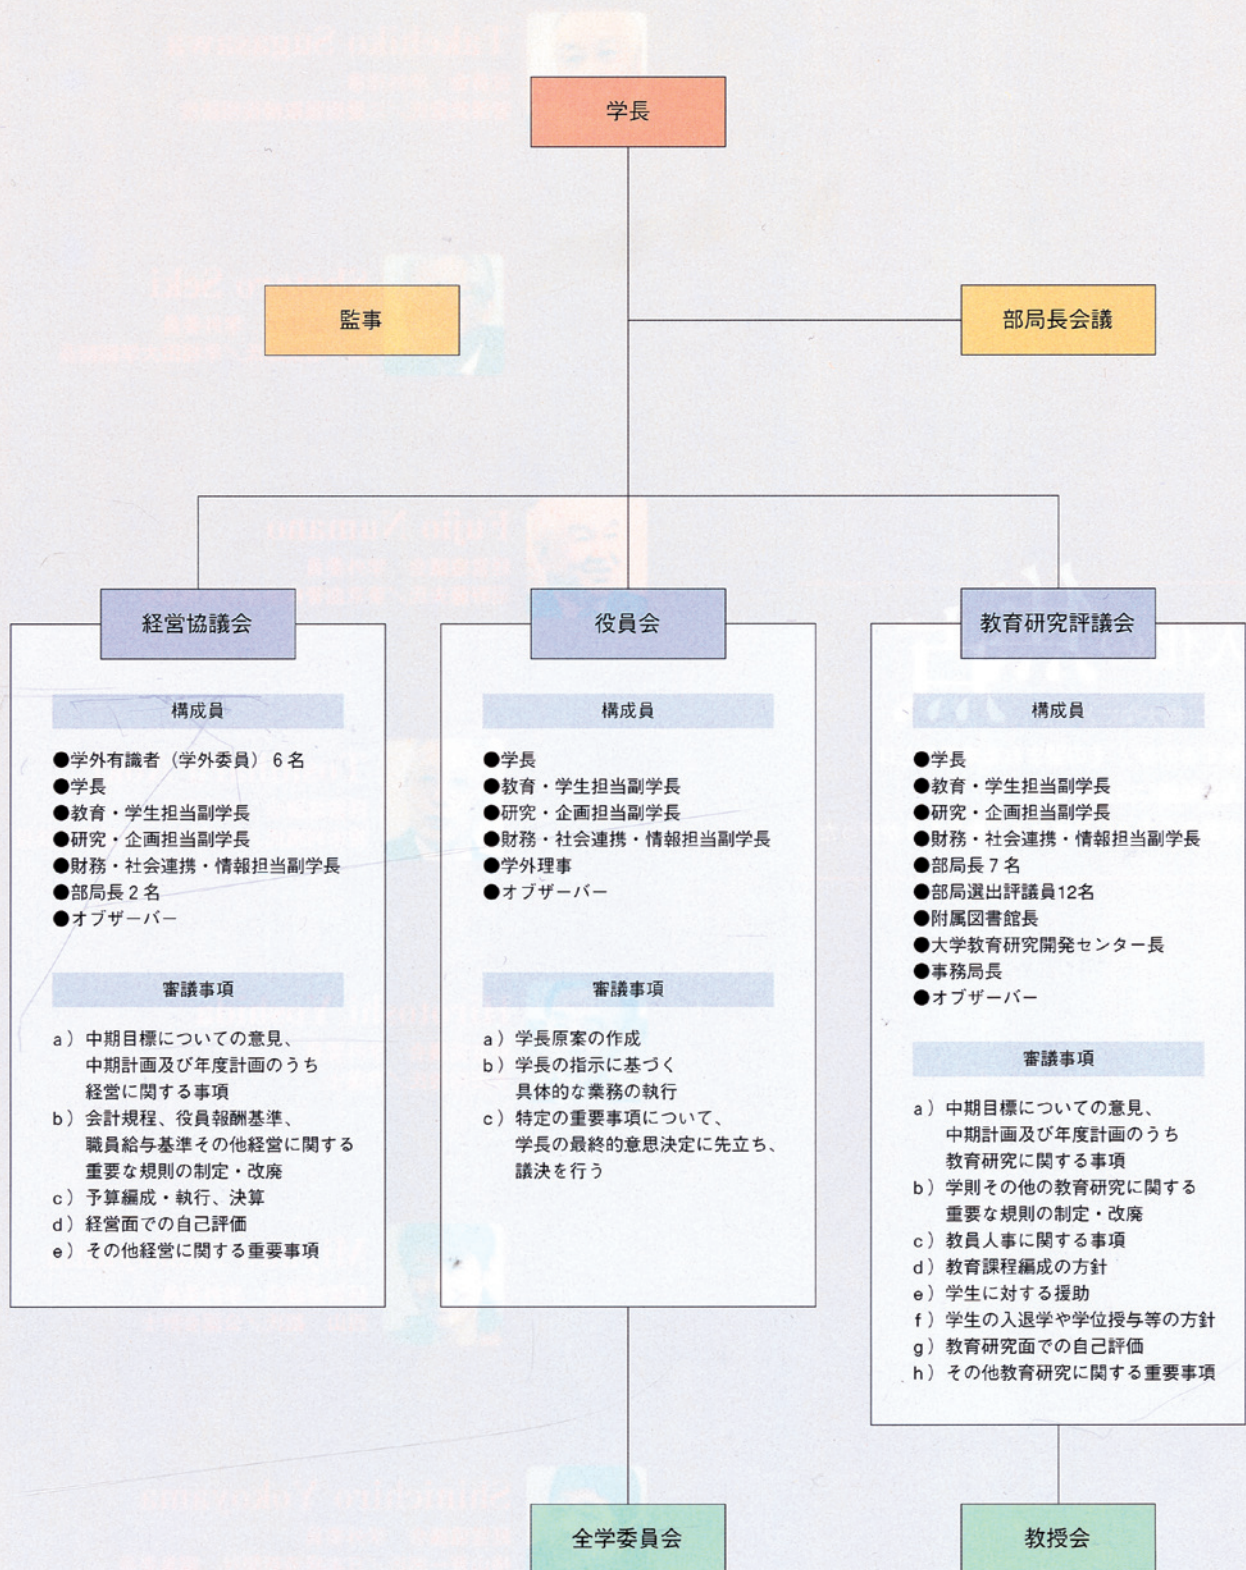 学長
監事
部局長会議
経営協議会
構成員
●学外有識者（学外委員）6名
●学長
●教育・学生担当副学長
●研究・企画担当副学長
●財務・社会連携・情報担当副学長
●部局長2名
●オブザーバー
審議事項
a）中期目標についての意見、
中期計画及び年度計画のうち
経営に関する事項
b）会計規程、役員報酬基準、
職員給与基準その他経営に関する
重要な規則の制定・改廃
c）予算編成・執行、決算
d）経営面での自己評価
e）その他経営に関する重要事項
役員会
構成員
●学長
●教育・学生担当副学長
●研究・企画担当副学長
●財務・社会連携・情報担当副学長
●学外理事
●オブザーバー
審議事項
a）学長原案の作成
b）学長の指示に基づく
具体的な業務の執行
c）特定の重要事項について、
学長の最終的意思決定に先立ち、
議決を行う
教育研究評議会
構成員
●学長
●教育・学生担当副学長
●研究・企画担当副学長
●財務・社会連携・情報担当副学長
●部局長7名
●部局選出評議員12名
●附属図書館長
●大学教育研究開発センター長
●事務局長
●オブザーバー
審議事項
a）中期目標についての意見、
中期計画及び年度計画のうち
教育研究に関する事項
b）学則その他の教育研究に関する
重要な規則の制定・改廃
c）教員人事に関する事項
d）教育課程編成の方針
e）学生に対する援助
f）学生の入退学や学位授与等の方針
g）教育研究面での自己評価
h）その他教育研究に関する重要事項
全学委員会
教授会